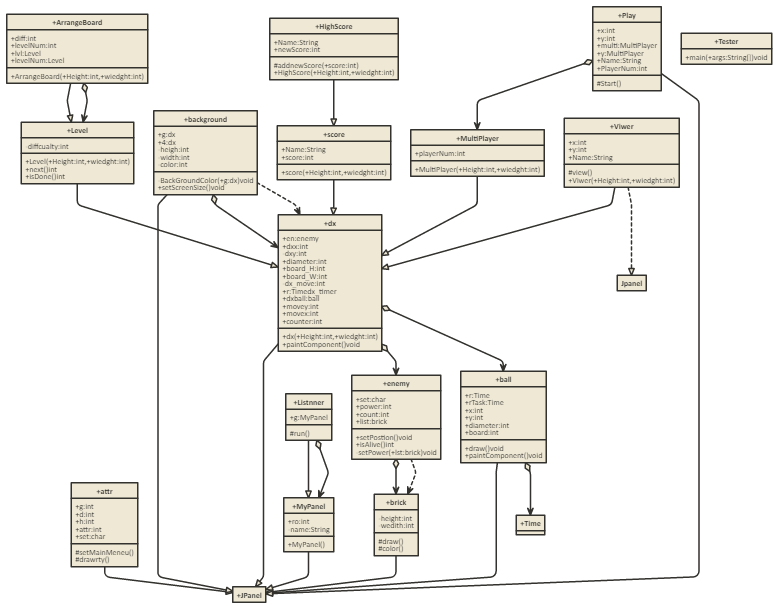 +ArrangeBoard
+diff:int
+levelNum:int
+lvl:Level
+levelNum:Level
+ArrangeBoard(+Height:int,+wiedght:int)
+HighScore
+Name:String
+newScore:int
#addnewScore(+score:int)
+HighScore(+Height:int,+wiedght:int)
+Play
+x:int
+y:int
+multi:MultiPlayer
+y:MultiPlayer
+Name:String
+PlayerNum:int
#Start()
+Tester
+main(+args:String[])void
+Level
-difficualty:int
+Level(+Height:int,+wiedght:int)
+next()int
+isDone()int
+background
+g:dx
+4:dx
-heigh:int
-width:int
-color:int
-BackGroundColor(+g:dx)void
+setScreenSize()void
+score
+Name:String
+score:int
+score(+Height:int,+wiedght:int)
+MultiPlayer
+playerNum:int
+MultiPlayer(+Height:int,+wiedght:int)
+Viwer
+x:int
+y:int
+Name:String
#view()
+Viwer(+Height:int,+wiedght:int)
+dx
+en:enemy
+dxx:int
-dxy:int
+diameter:int
+board_H:int
+board_W:int
-dx_move:int
+r:Timedx_timer
+dxball:ball
+movey:int
+movex:int
+counter:int
+dx(+Height:int,+wiedght:int)
+paintComponent()void
Jpanel
+Listnner
+g:MyPanel
#run()
+enemy
+set:char
+power:int
+count:int
+list:brick
+setPostion()void
+isAlive()int
-setPower(+lst:brick)void
+ball
+r:Time
+rTask:Time
+x:int
+y:int
+diameter:int
+board:int
+draw()void
+paintComponent()void
+attr
+g:int
+d:int
+h:int
+attr:int
+set:char
#setMainMeneu()
#drawrty()
+MyPanel
+ro:int
-name:String
+MyPanel()
+brick
-height:int
-wedith:int
#draw()
#color()
+Time
+JPanel